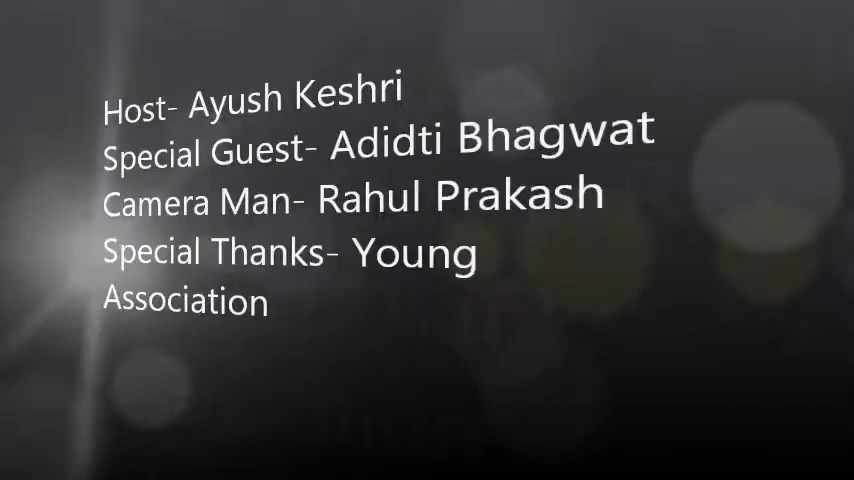 Host- Ayush Keshri
Special Guest- Adidti Bhagwat
Camera Man- Rahul Prakash
Special Thanks- Young
Association